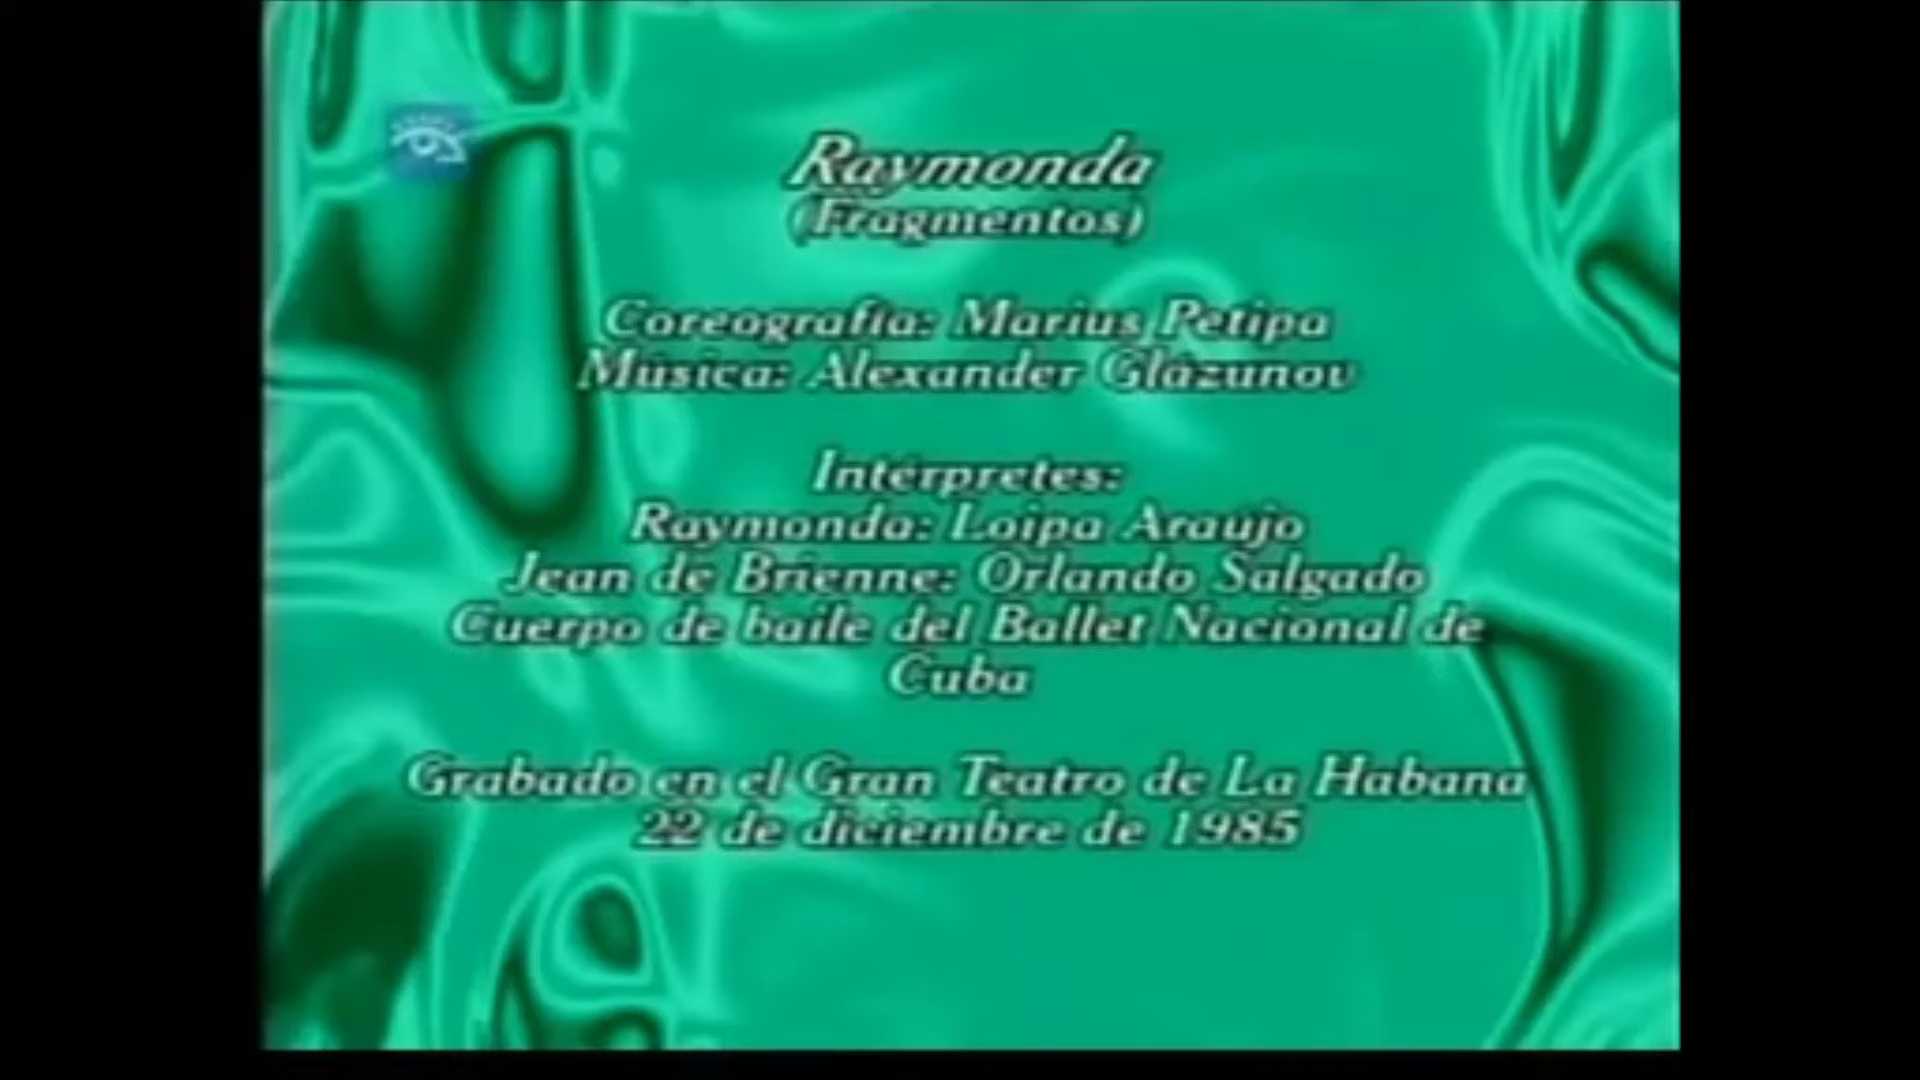 Raymonda
(Fragmentos)
Coreografía: Marius Petipa
Música: Alexander Glázunov
Intérpretes:
Raymonda: Loipa Araujo
Jean de Brienne: Orlando Salgado
Cuerpo de baile del Ballet Nacional de
Cuba
Grabado en el Gran Teatro de La Habana
22 de diciembre de 1985